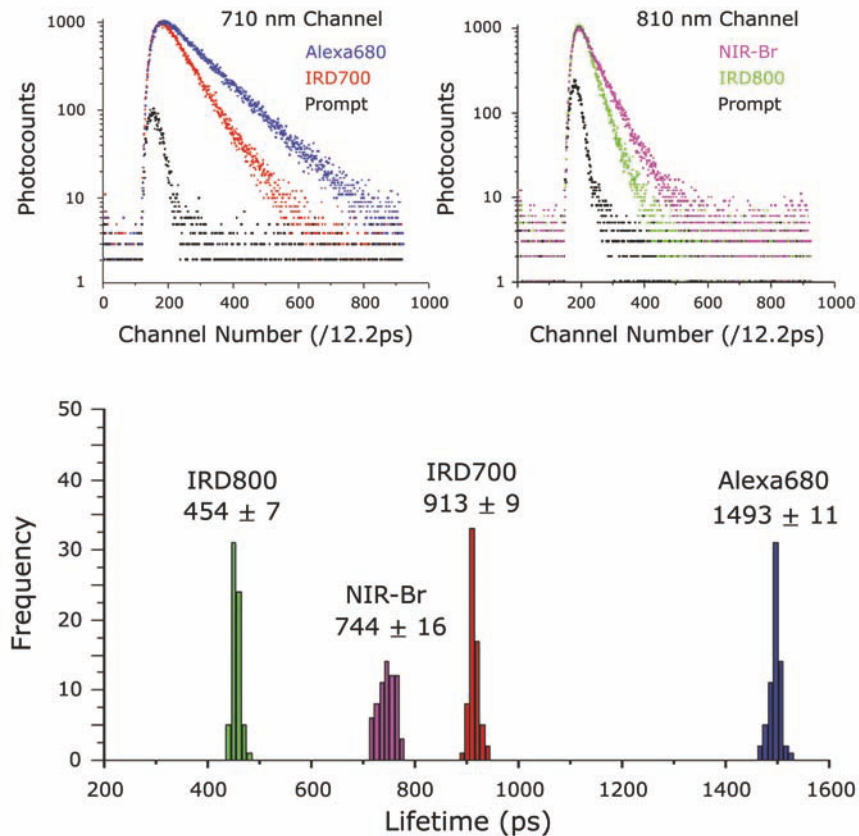 710 nm Channel
Alexa680
IRD700
Prompt
1000
100
10
1
0
200
400
600
800
1000
Photocounts
Channel Number (/12.2ps)
810 nm Channel
NIR-Br
IRD800
Prompt
1000
100
10
1
0
200
400
600
800
1000
Photocounts
Channel Number (/12.2ps)
50
40
30
20
10
0
Frequency
IRD800
454 ± 7
NIR-Br
744 ± 16
IRD700
913 ± 9
Alexa680
1493 ± 11
200
400
600
800
1000
1200
1400
1600
Lifetime (ps)